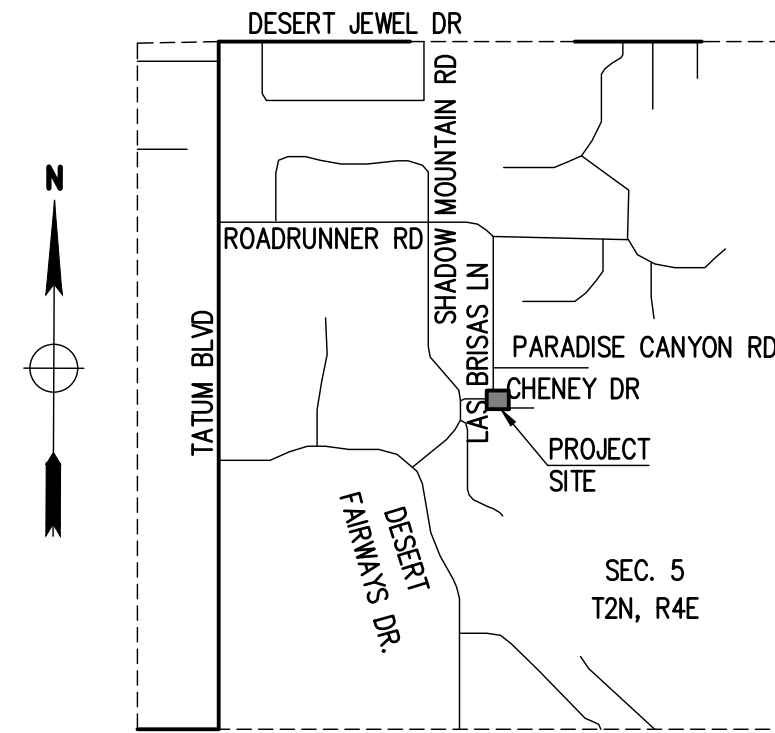 DESERT JEWEL DR
SHADOW MOUNTAIN RD
N
ROADRUNNER RD
LAS BRISAS LN
TATUM BLVD
PARADISE CANYON RD
CHENEY DR
PROJECT
SITE
DESERT
FAIRWAYS DR.
SEC. 5
T2N, R4E